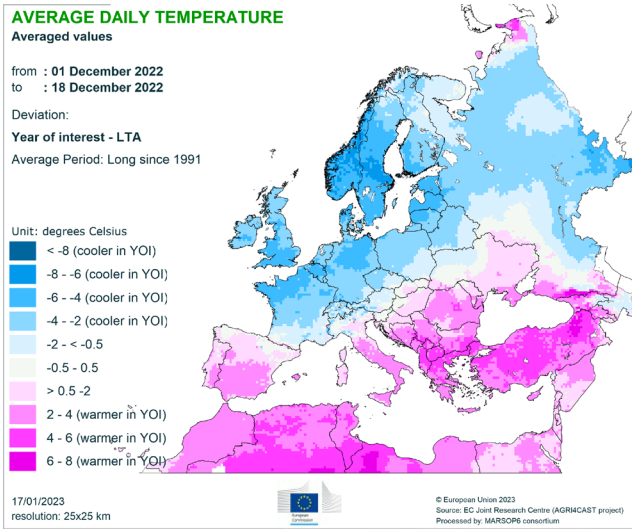 AVERAGE DAILY TEMPERATURE
Averaged values
from : 01 December 2022
to : 18 December 2022
Deviation:
Year of interest - LTA
Average Period: Long since 1991
Unit: degrees Celsius
< -8 (cooler in YOI)
-8 - -6 (cooler in YOI)
-6 - -4 (cooler in YOI)
-4 - -2 (cooler in YOI)
-2 - < -0.5
-0.5 - 0.5
> 0.5 -2
2 - 4 (warmer in YOI)
4 - 6 (warmer in YOI)
6 - 8 (warmer in YOI)
17/01/2023
resolution: 25x25 km
European
Commission
© European Union 2023
Source: EC Joint Research Centre (AGRI4CAST project)
Processed by: MARSOP6 consortium